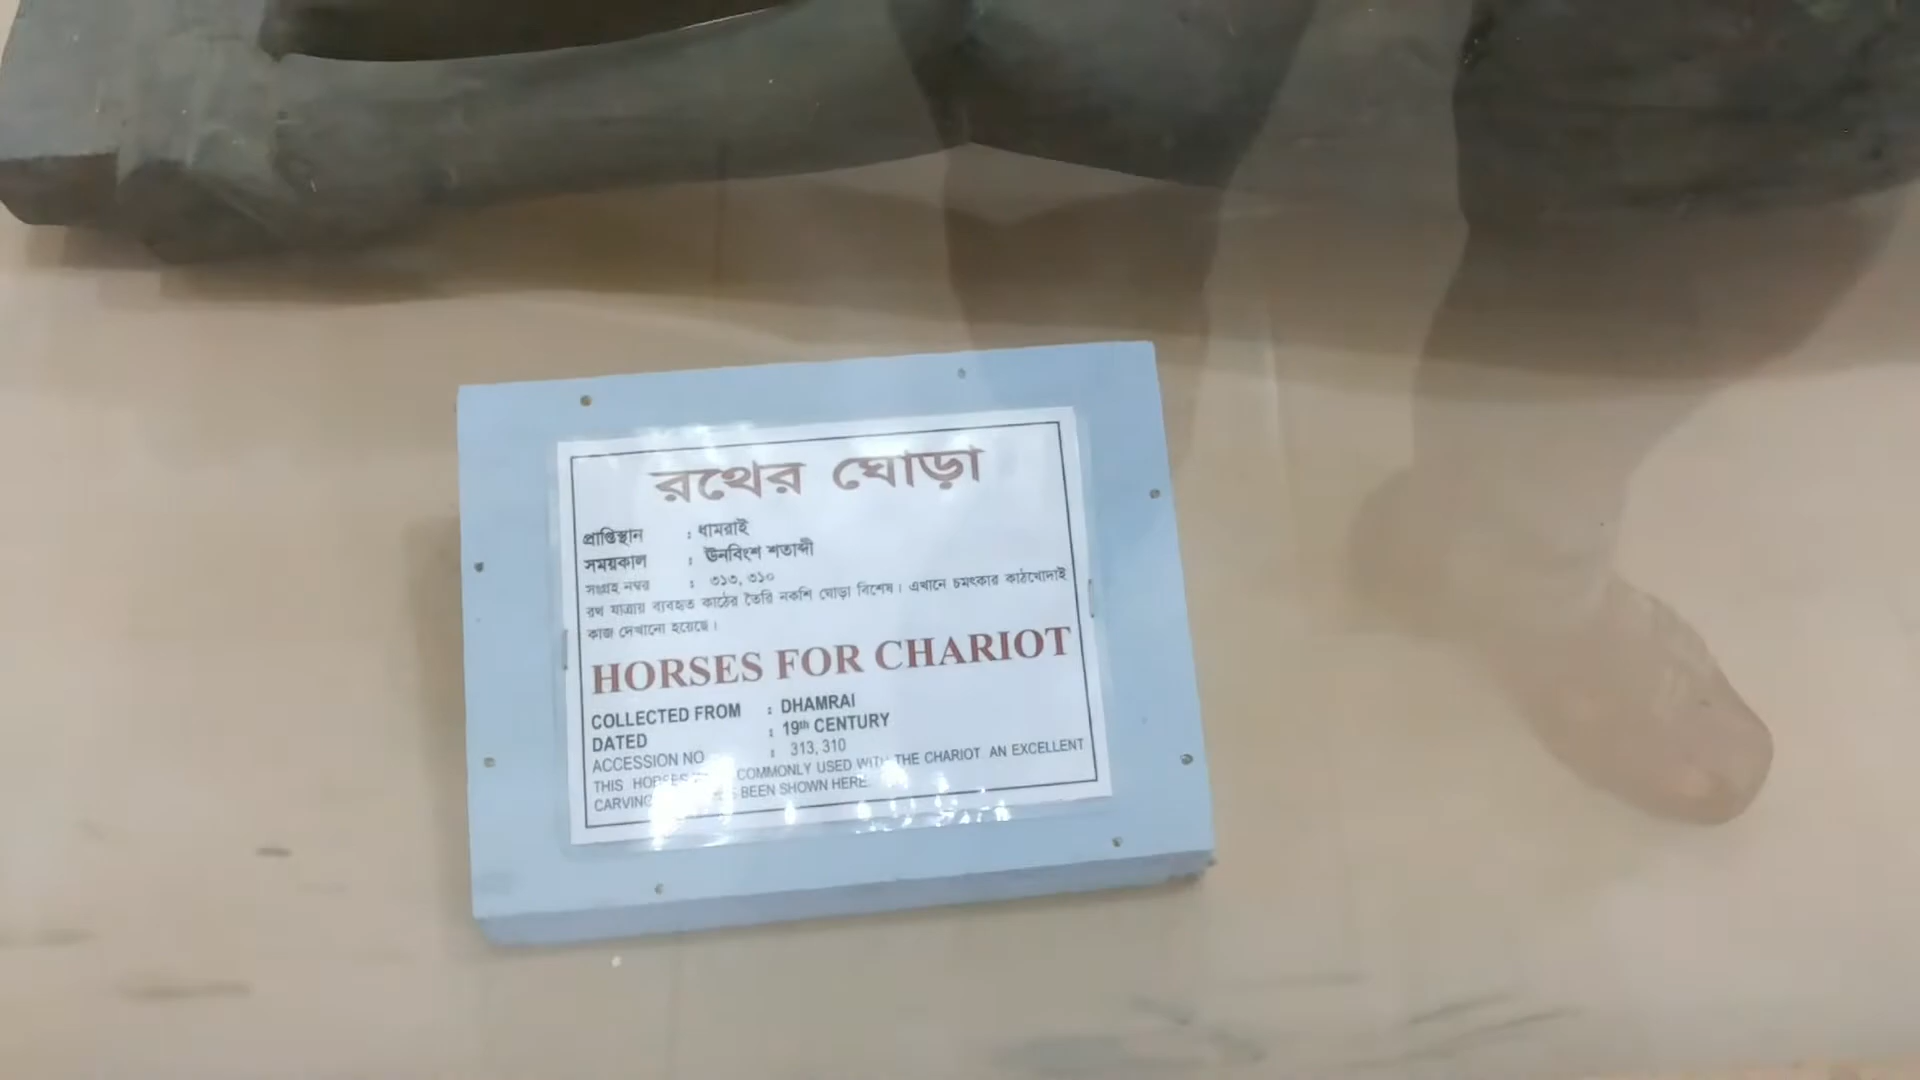 রথের ঘোড়া
প্রাপ্তিস্থান : ধামরাই
সময়কাল : ঊনবিংশ শতাব্দী
সংগ্রহ নম্বর : ৩১৩, ৩১০
রথ যাত্রায় ব্যবহৃত কাঠের তৈরি নকশি ঘোড়া বিশেষ। এখানে চমৎকার কাঠখোদাই
কাজ দেখানো হয়েছে।
HORSES FOR CHARIOT
COLLECTED FROM : DHAMRAI
DATED : 19th CENTURY
ACCESSION NO : 313, 310
THIS HORSES COMMONLY USED WITH THE CHARIOT AN EXCELLENT
CARVING BEEN SHOWN HERE